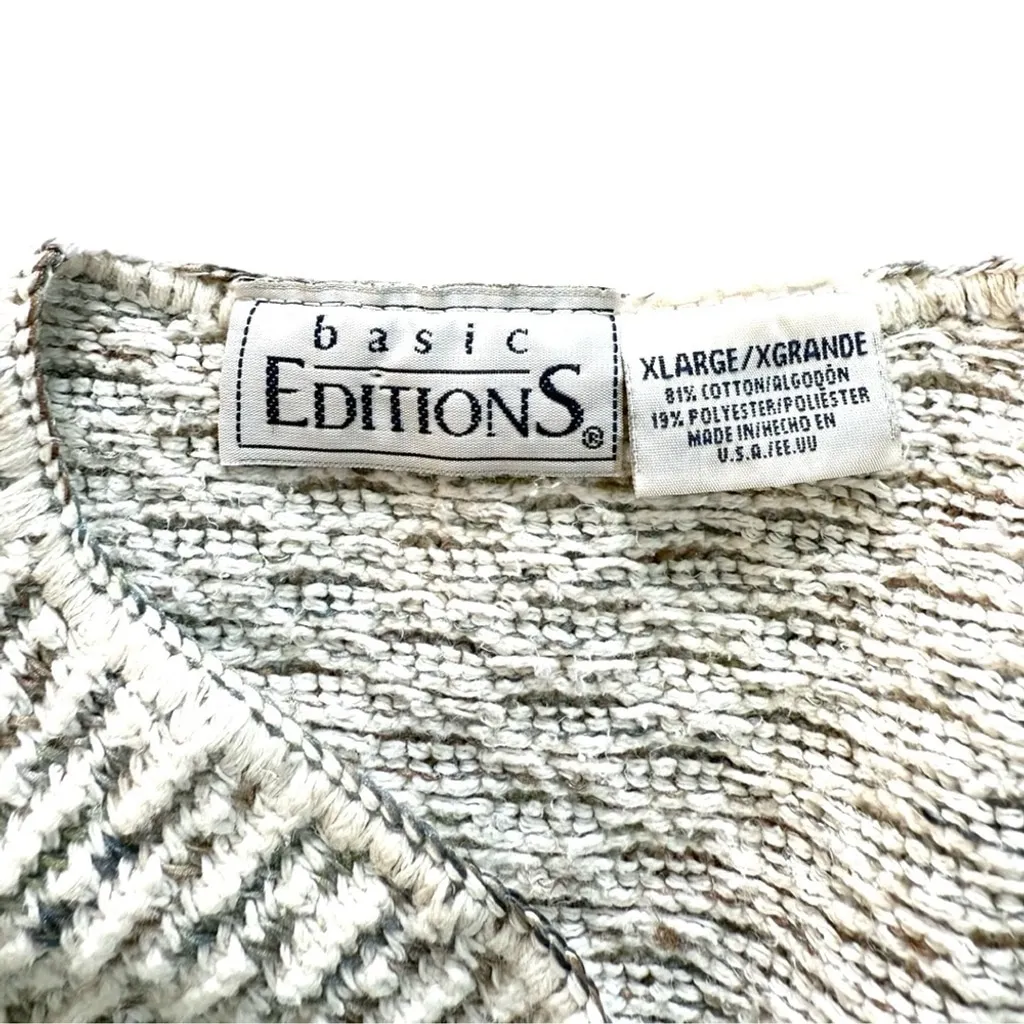 basic
EDITIONS®
XLARGE/XGRANDE
81% COTTON/ALGODÓN
19% POLYESTER/POLIÉSTER
MADE IN/HECHO EN
U.S.A./EE.UU